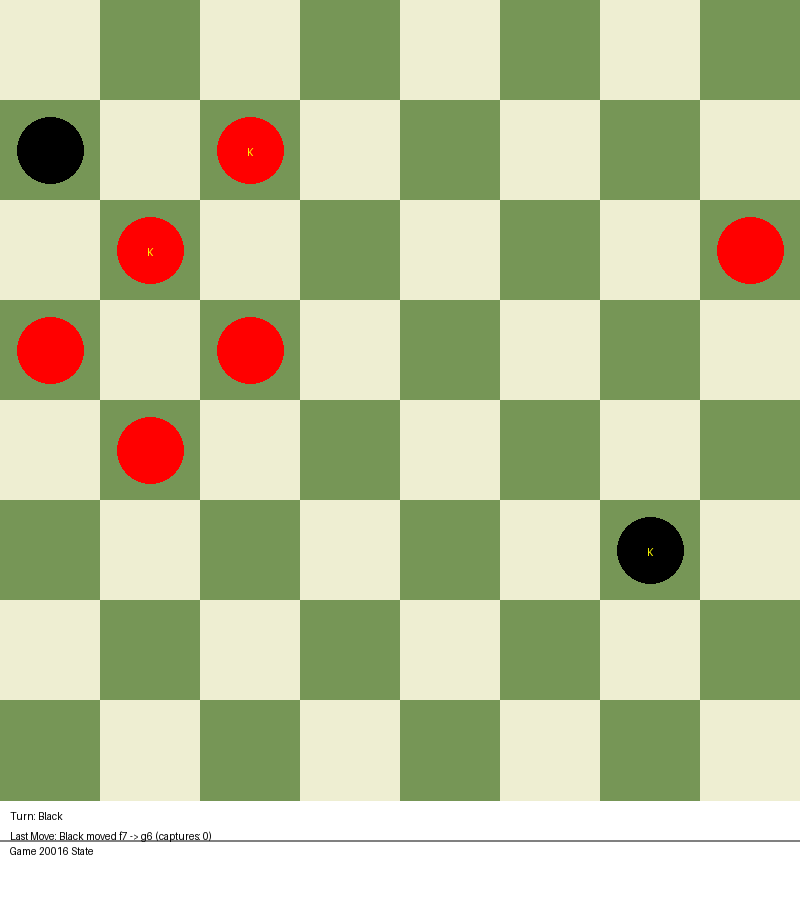 K
K
K
Turn: Black
Last Move: Black moved f7 -> g6 (captures: 0)
Game 20016 State